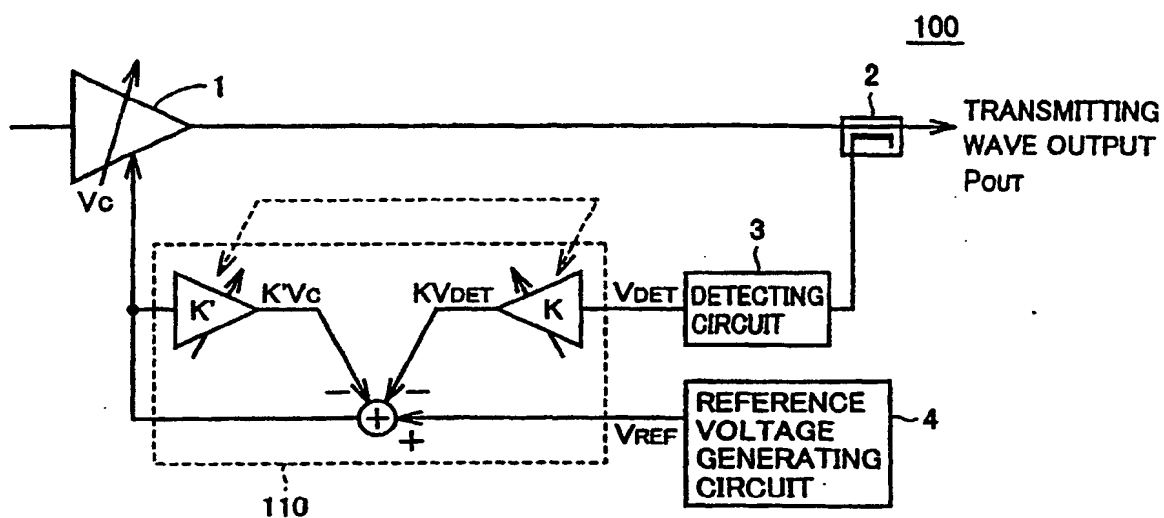 100
1
2
TRANSMITTING
WAVE OUTPUT
POUT
VC
3
K'
K'VC
KVDET
K
VDET
DETECTING
CIRCUIT
− −
+
+
VREF
REFERENCE
VOLTAGE
GENERATING
CIRCUIT
4
110